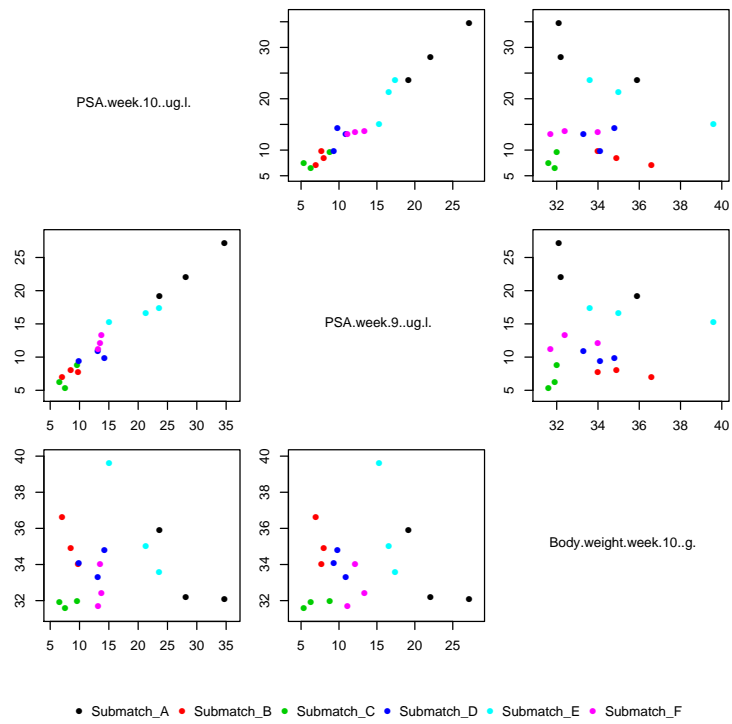 PSA.week.10..ug.l.
30
20
10
5
5 10 15 20 25
30
20
10
5
32 34 36 38 40
25
20
15
10
5
5 10 15 20 25 30 35
PSA.week.9..ug.l.
25
20
15
10
5
32 34 36 38 40
40
38
36
34
32
5 10 15 20 25 30 35
40
38
36
34
32
5 10 15 20 25
Body.weight.week.10..g.
Submatch_A Submatch_B Submatch_C Submatch_D Submatch_E Submatch_F